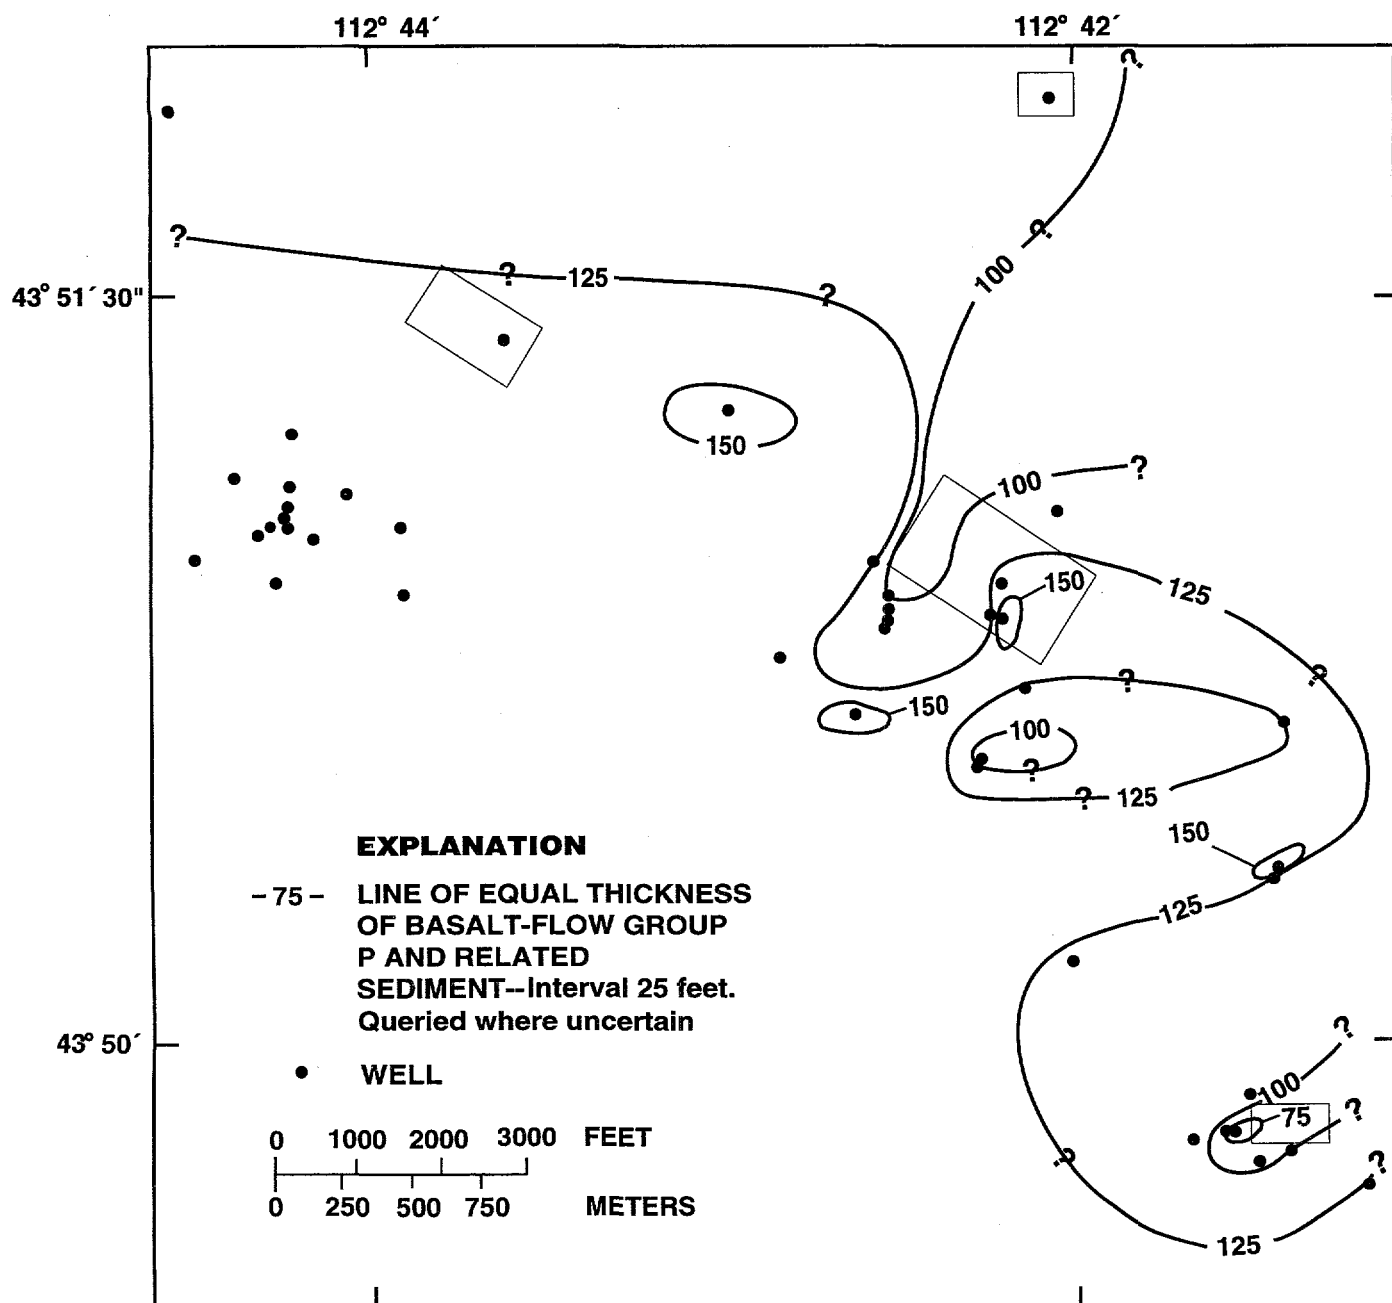 112° 44´ 112° 42´
?
?
?
100
43° 51´ 30"
? 125 ?
150
100 ?
150
125
?
150
?
100
?
? 125
150
125
EXPLANATION
– 75 – LINE OF EQUAL THICKNESS
OF BASALT-FLOW GROUP
P AND RELATED
SEDIMENT--Interval 25 feet.
Queried where uncertain
43° 50´
WELL
?
100
?
75
?
?
0 1000 2000 3000 FEET
0 250 500 750 METERS
125